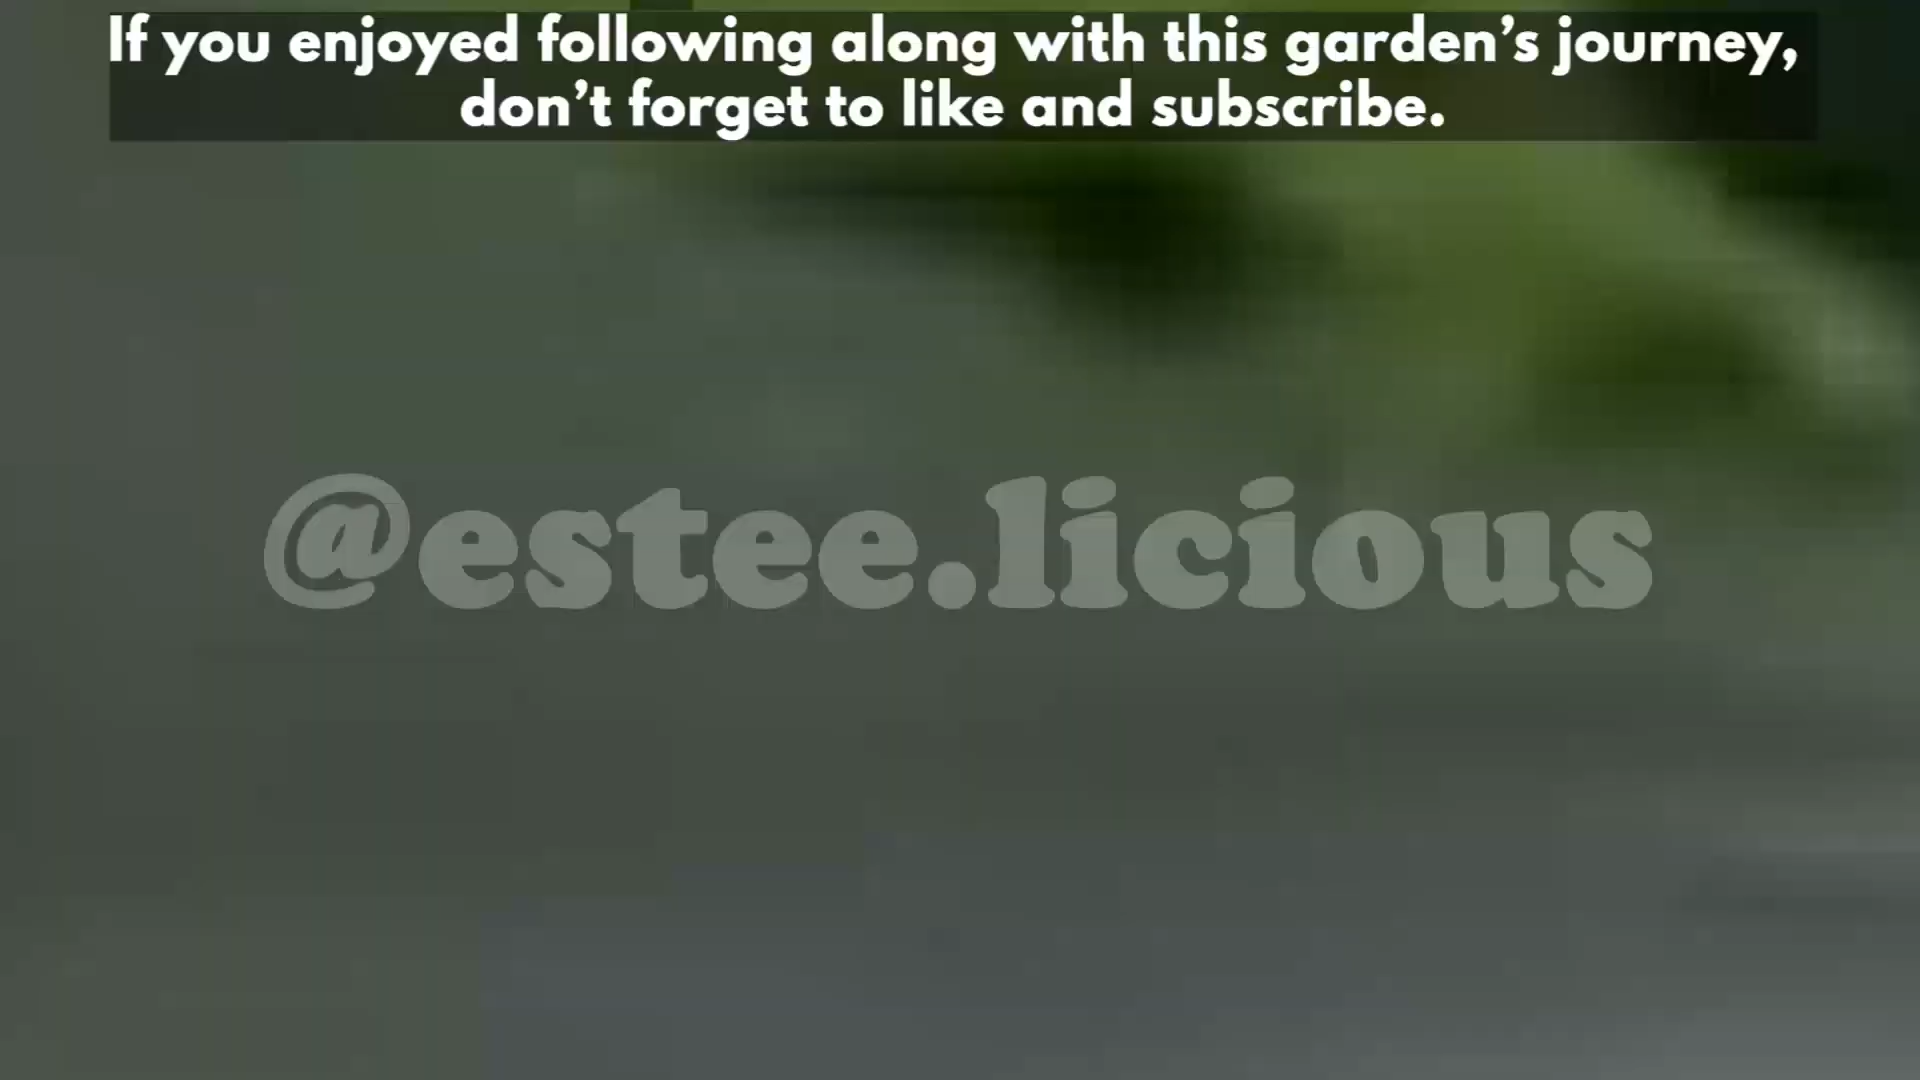 If you enjoyed following along with this garden’s journey,
don’t forget to like and subscribe.
@estee.licious